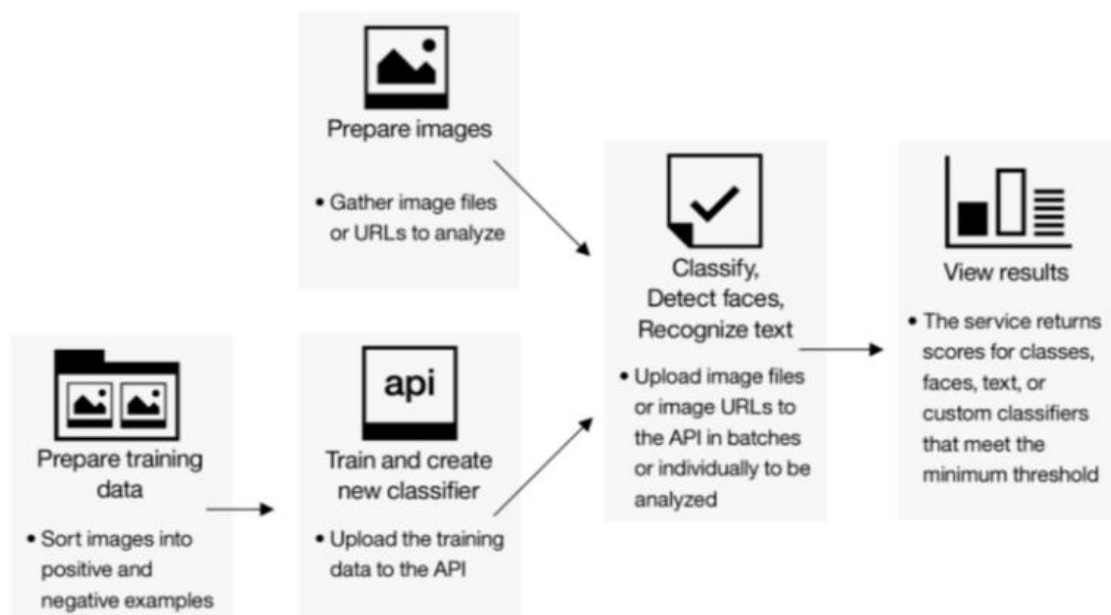 Prepare images
• Gather image files
or URLs to analyze
Prepare training
data
• Sort images into
positive and
negative examples
api
Train and create
new classifier
• Upload the training
data to the API
Classify,
Detect faces,
Recognize text
• Upload image files
or image URLs to
the API in batches
or individually to be
analyzed
View results
• The service returns
scores for classes,
faces, text, or
custom classifiers
that meet the
minimum threshold